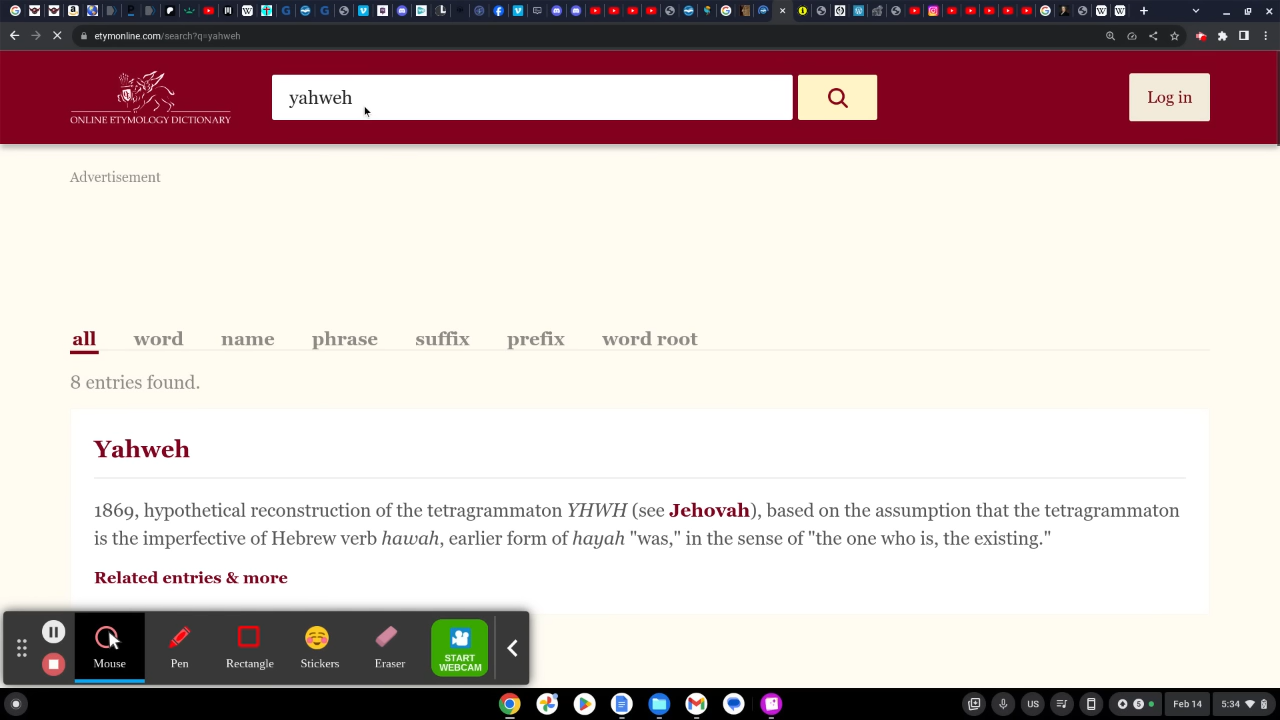 etymonline.com/search?q=yahweh
ONLINE ETYMOLOGY DICTIONARY
yahweh
Log in
Advertisement
all word name phrase suffix prefix word root
8 entries found.
Yahweh
1869, hypothetical reconstruction of the tetragrammaton YHWH (see Jehovah), based on the assumption that the tetragrammaton
is the imperfective of Hebrew verb hawah, earlier form of hayah "was," in the sense of "the one who is, the existing."
Related entries & more
Mouse Pen Rectangle Stickers Eraser START
WEBCAM
US 5 Feb 14 5:34